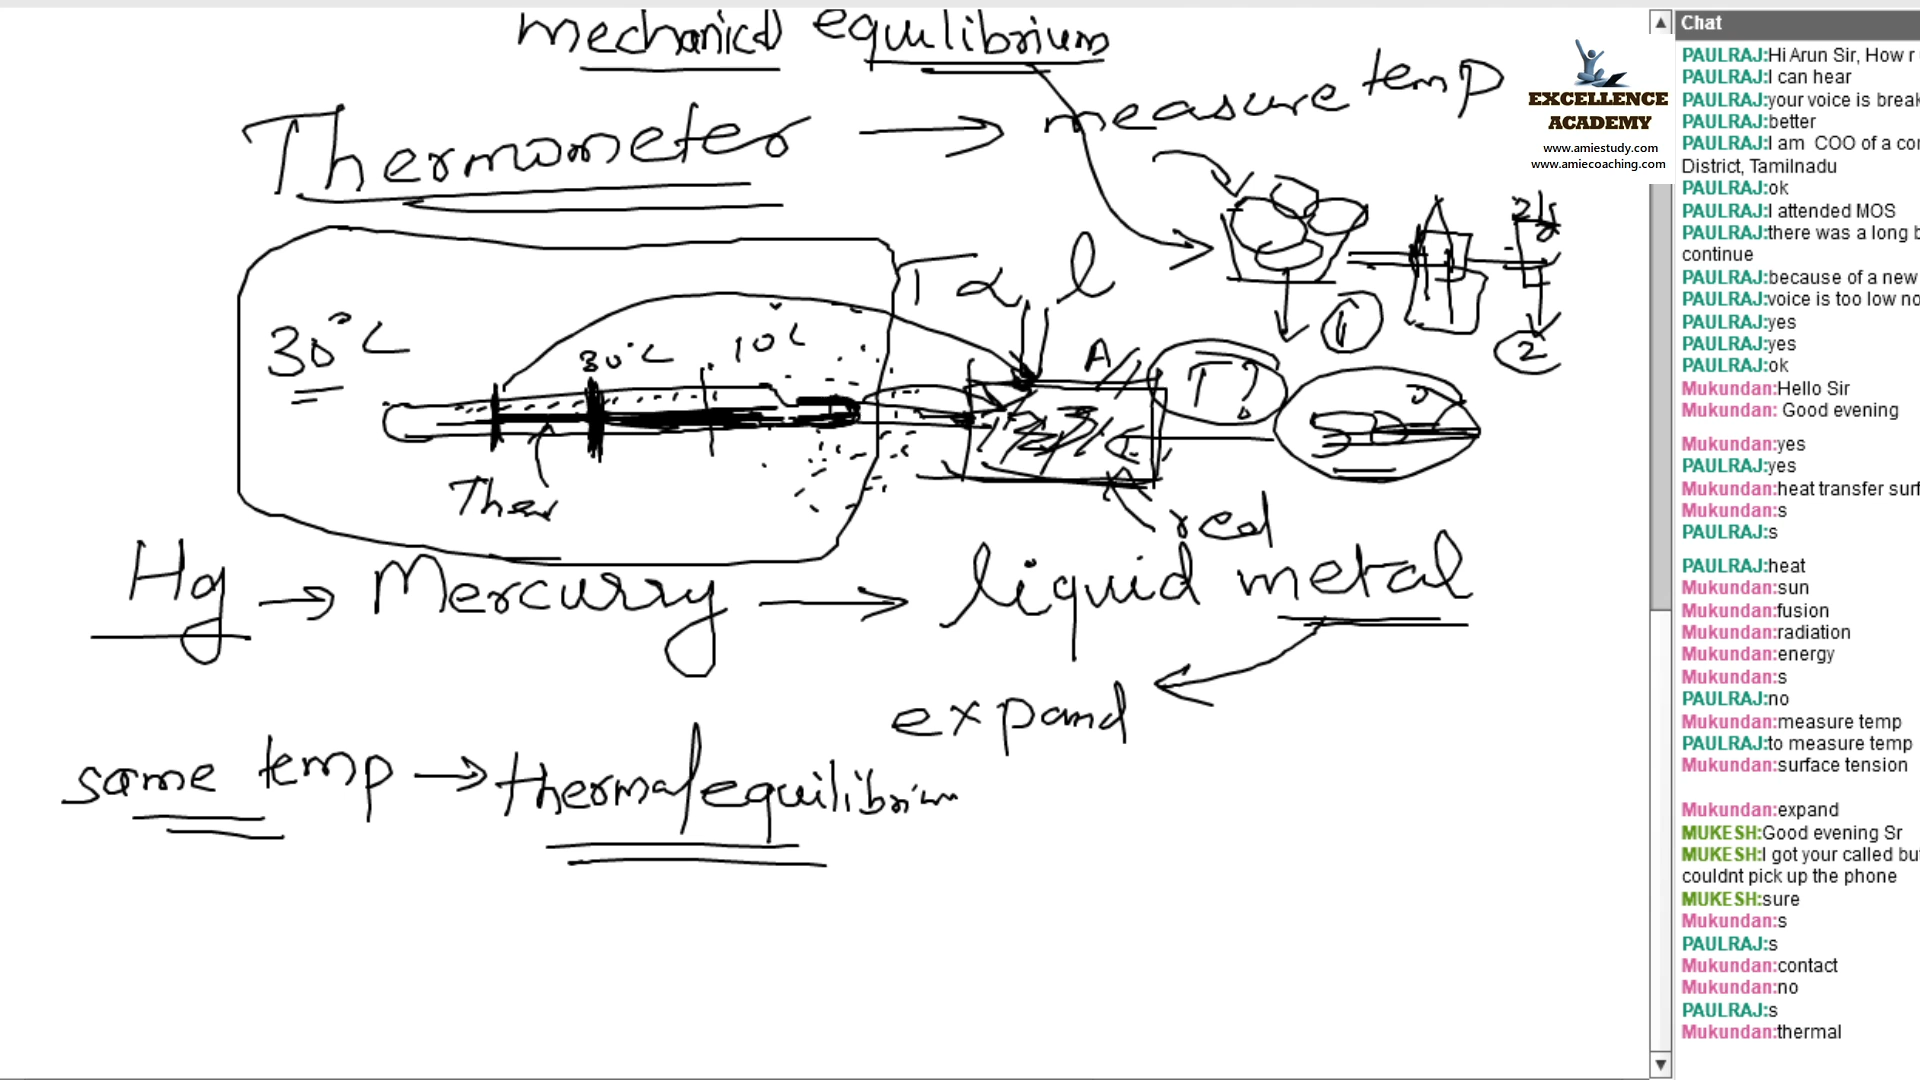 mechanical equilibrium
Thermometer → measure temp
T α l
30°C
30°C
10°C
A
T?
50
Ther
red
1
2
Hg → Mercurry → liquid metal
expand
same temp → thermal equilibrium
EXCELLENCE
ACADEMY
www.amiestudy.com
www.amiecoaching.com
Chat
PAULRAJ:Hi Arun Sir, How r
PAULRAJ:I can hear
PAULRAJ:your voice is break
PAULRAJ:better
PAULRAJ:I am COO of a co
District, Tamilnadu
PAULRAJ:ok
PAULRAJ:I attended MOS
PAULRAJ:there was a long b
continue
PAULRAJ:because of a new
PAULRAJ:voice is too low no
PAULRAJ:yes
PAULRAJ:yes
PAULRAJ:ok
Mukundan:Hello Sir
Mukundan: Good evening
Mukundan:yes
PAULRAJ:yes
Mukundan:heat transfer surf
Mukundan:s
PAULRAJ:s
PAULRAJ:heat
Mukundan:sun
Mukundan:fusion
Mukundan:radiation
Mukundan:energy
Mukundan:s
PAULRAJ:no
Mukundan:measure temp
PAULRAJ:to measure temp
Mukundan:surface tension
Mukundan:expand
MUKESH:Good evening Sr
MUKESH:I got your called but
couldnt pick up the phone
MUKESH:sure
Mukundan:s
PAULRAJ:s
Mukundan:contact
Mukundan:no
PAULRAJ:s
Mukundan:thermal